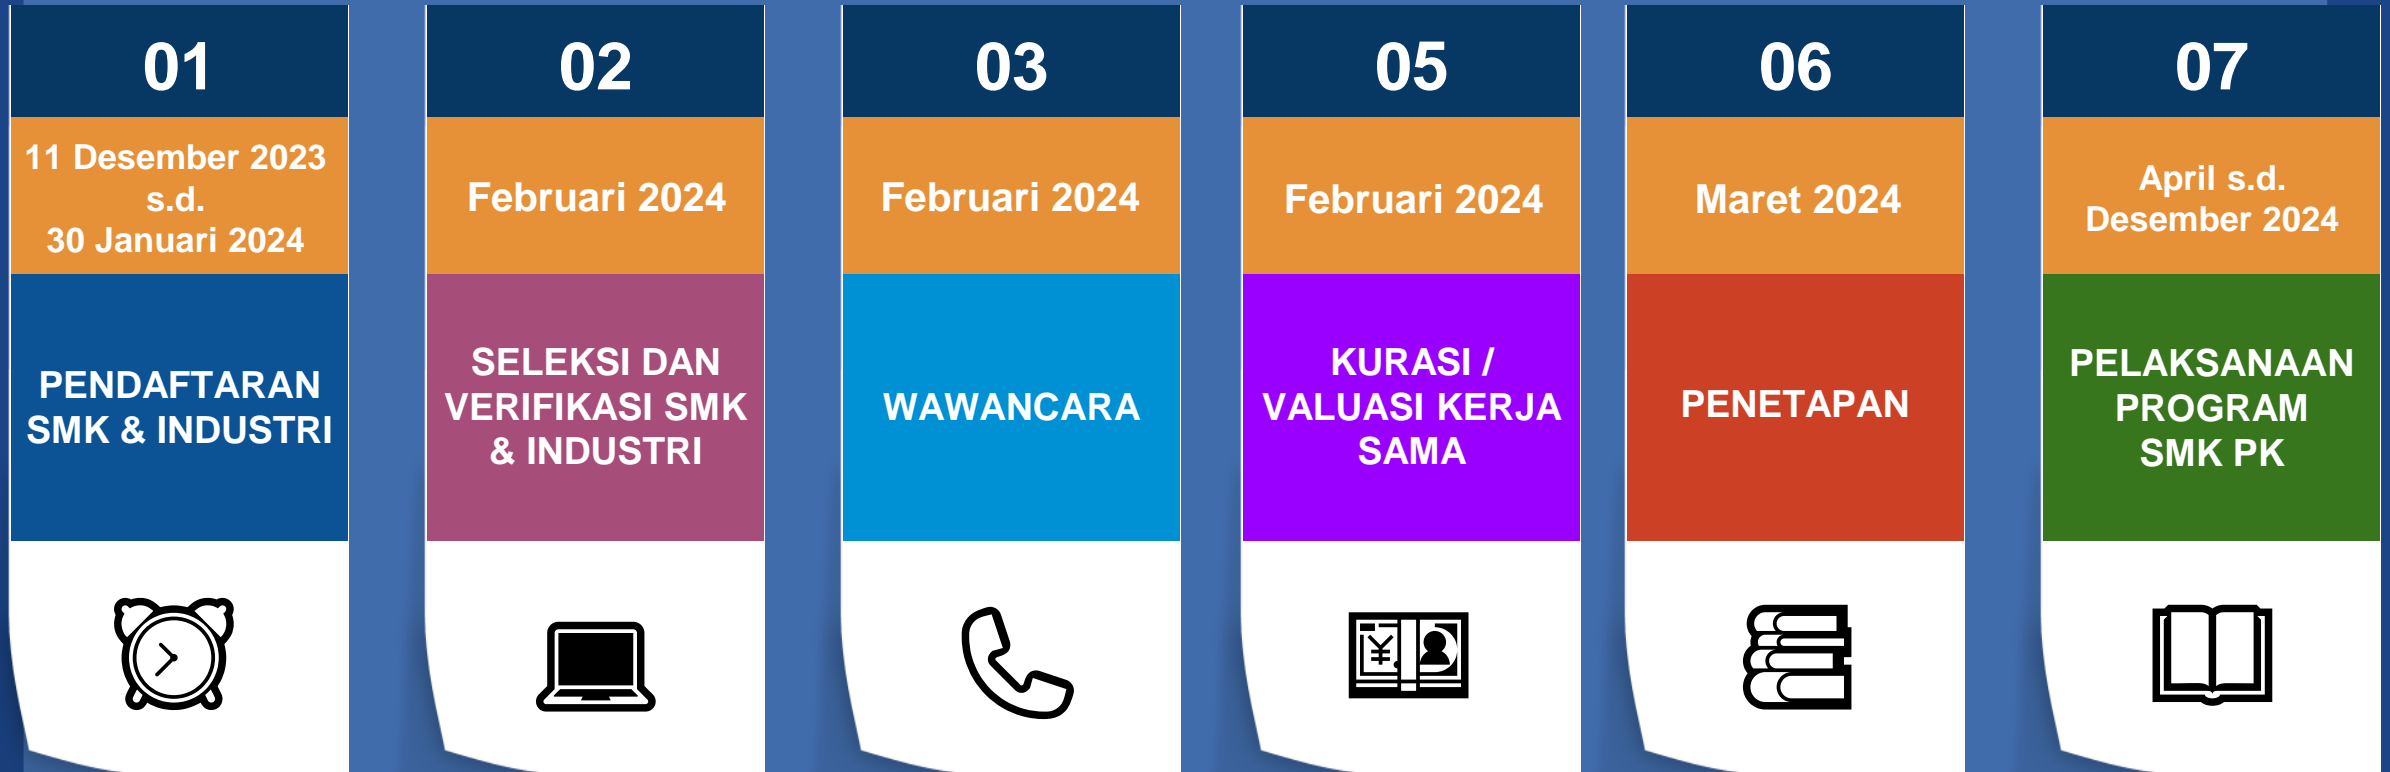 01
11 Desember 2023
s.d.
30 Januari 2024
PENDAFTARAN
SMK & INDUSTRI
02
Februari 2024
SELEKSI DAN
VERIFIKASI SMK
& INDUSTRI
03
Februari 2024
WAWANCARA
05
Februari 2024
KURASI /
VALUASI KERJA
SAMA
06
Maret 2024
PENETAPAN
07
April s.d.
Desember 2024
PELAKSANAAN
PROGRAM
SMK PK